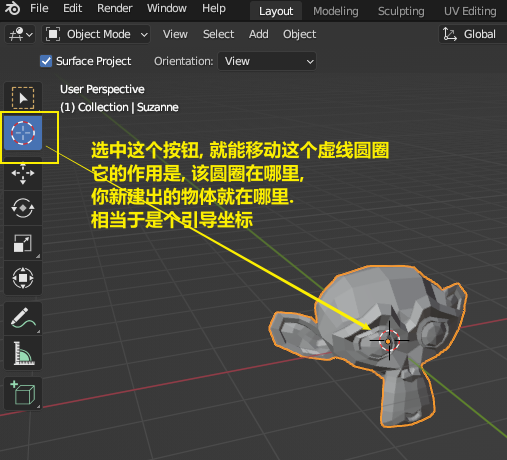 File Edit Render Window Help Layout Modeling Sculpting UV Editing
Object Mode View Select Add Object Global
Surface Project Orientation: View
User Perspective
(1) Collection | Suzanne
选中这个按钮, 就能移动这个虚线圆圈
它的作用是, 该圆圈在哪里,
你新建出的物体就在哪里.
相当于是个引导坐标